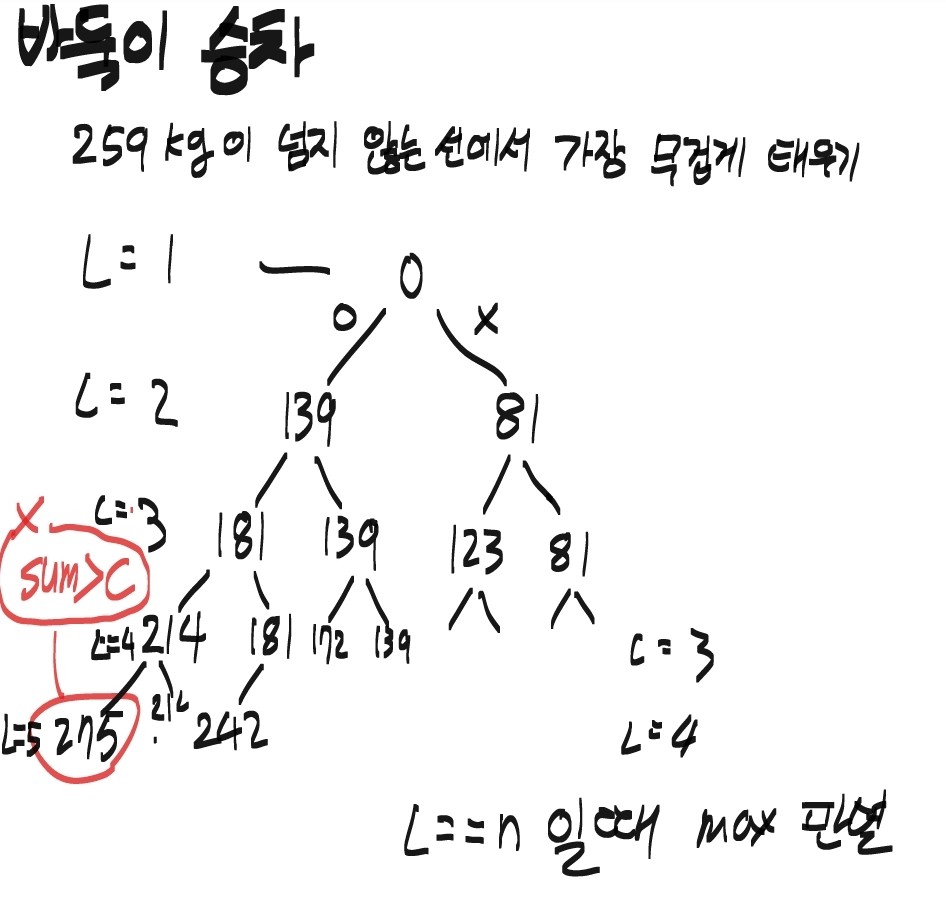 바둑이 승차
259 kg이 넘지 않는 선에서 가장 무겁게 태우기
L = 1 — 0
O X
L = 2 139 81
X L = 3 181 139 123 81
sum>C
L=4 214 181 172 139 L = 3
L=5 275 214 242 L = 4
L==n 일때 max 판별